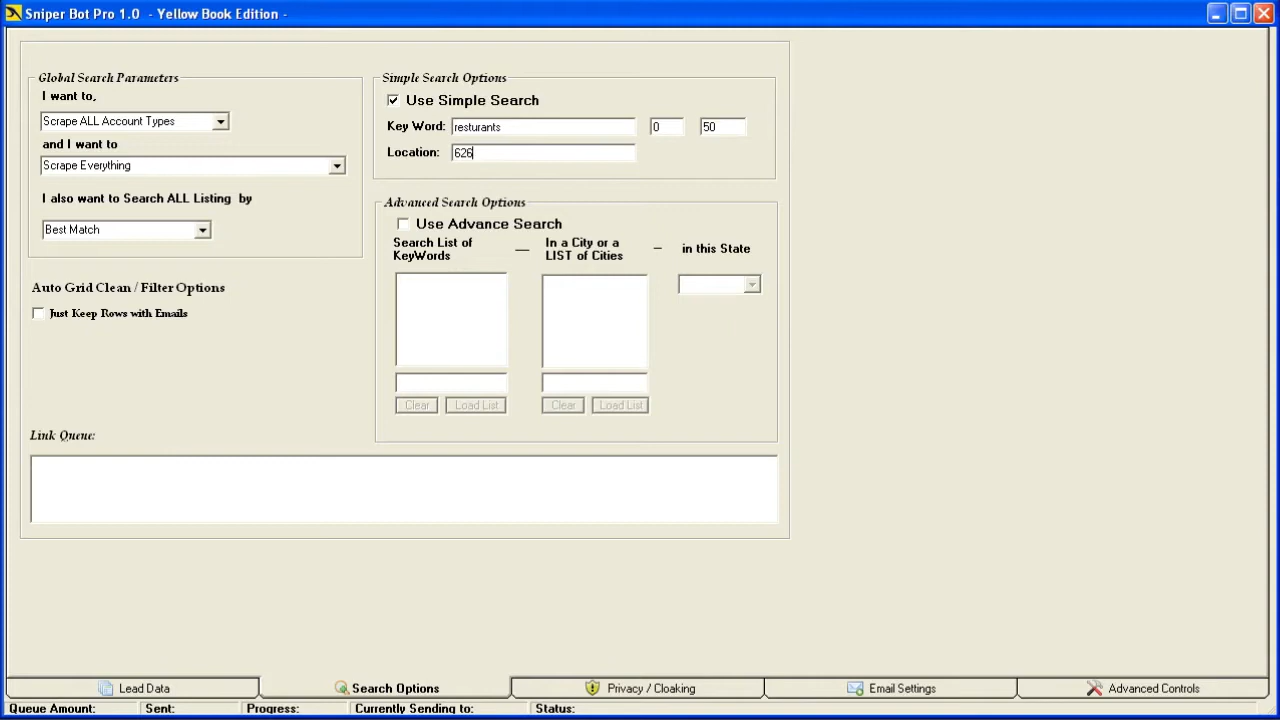 Sniper Bot Pro 1.0 - Yellow Book Edition -
Global Search Parameters
I want to,
Scrape ALL Account Types
and I want to
Scrape Everything
I also want to Search ALL Listing by
Best Match
Auto Grid Clean / Filter Options
Just Keep Rows with Emails
Simple Search Options
Use Simple Search
Key Word: resturants 0 50
Location: 626
Advanced Search Options
Use Advance Search
Search List of KeyWords
— In a City or a LIST of Cities
– in this State
Clear Load List Clear Load List
Link Queue:
Lead Data Search Options Privacy / Cloaking Email Settings Advanced Controls
Queue Amount: Sent: Progress: Currently Sending to: Status: